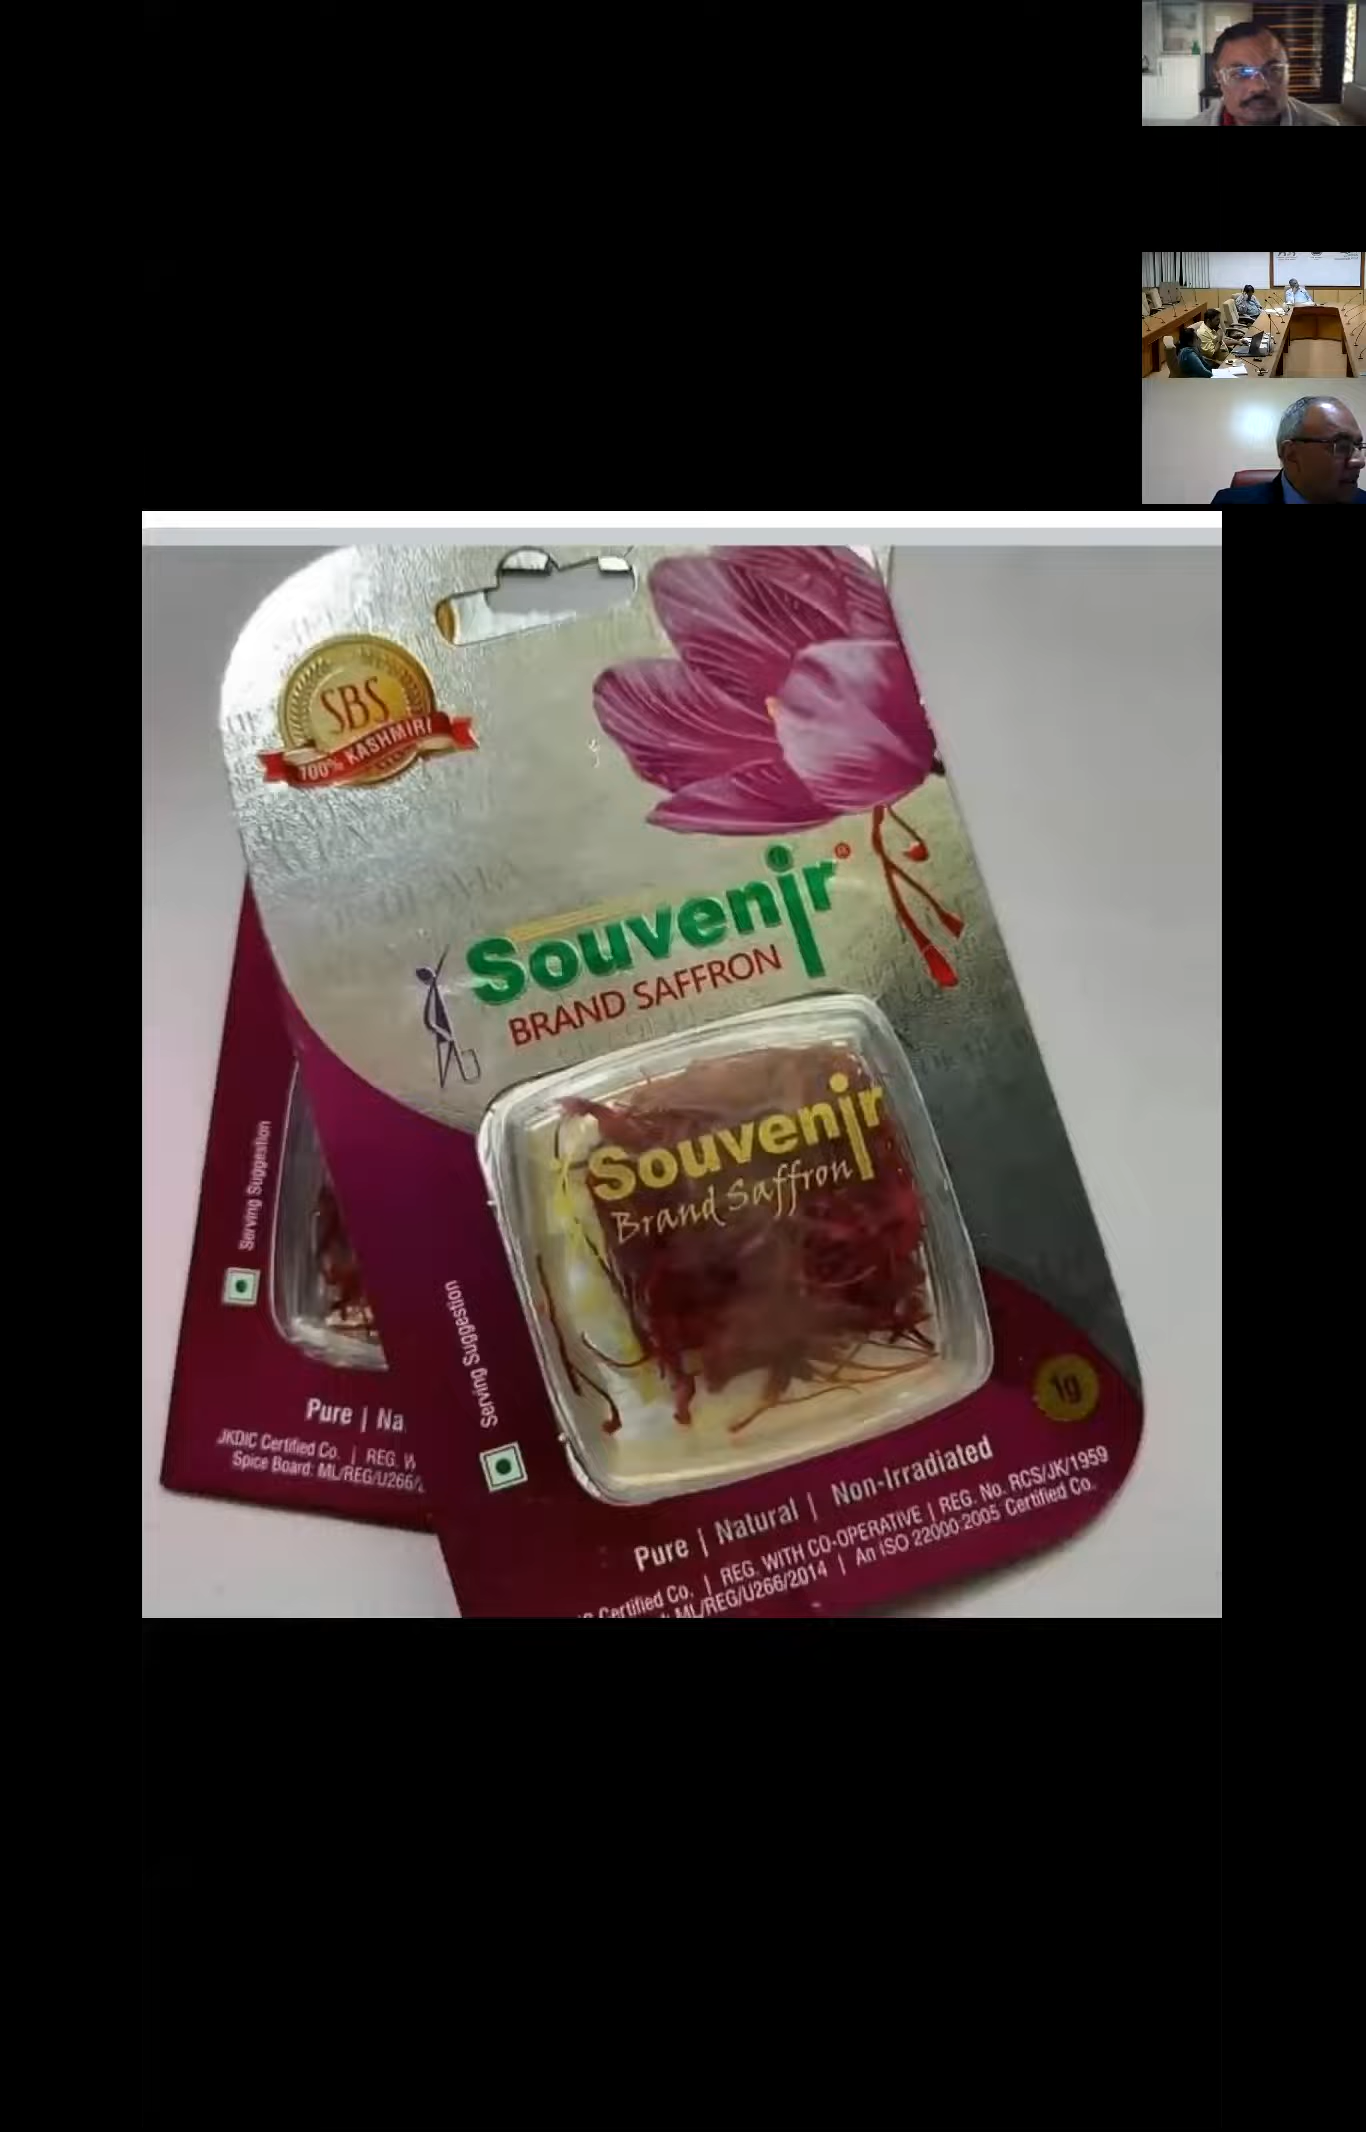 SBS
100% KASHMIRI
Souvenir®
BRAND SAFFRON
Souvenir
Brand Saffron
Serving Suggestion
Serving Suggestion
1g
Pure | Na
JKDIC Certified Co. | REG. W
Spice Board: ML/REG/U266/2
Pure | Natural | Non-Irradiated
Certified Co. | REG. WITH CO-OPERATIVE | REG. No. RCS/JK/1959
ML/REG/U266/2014 | An ISO 22000:2005 Certified Co.